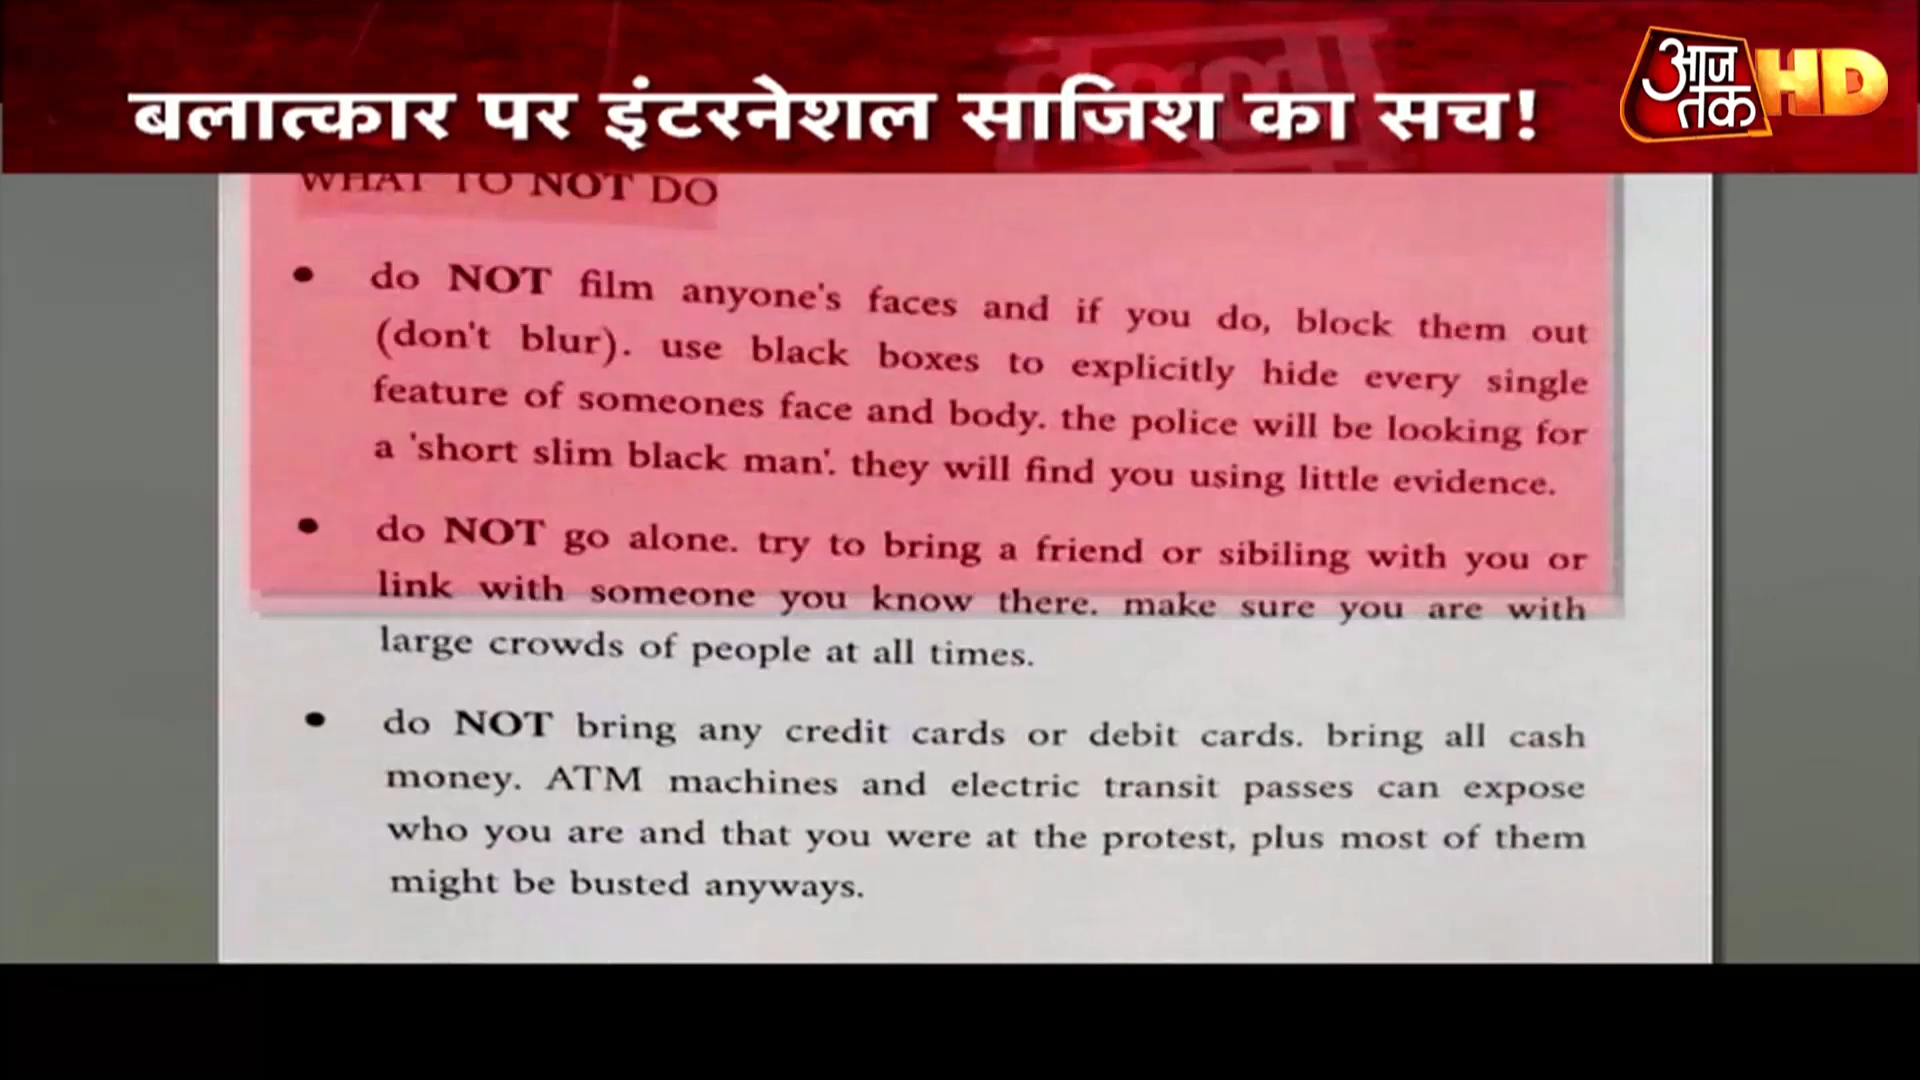 बलात्कार पर इंटरनेशल साजिश का सच!
आज
तक HD
WHAT TO NOT DO
• do NOT film anyone's faces and if you do, block them out
(don't blur). use black boxes to explicitly hide every single
feature of someones face and body. the police will be looking for
a 'short slim black man'. they will find you using little evidence.
• do NOT go alone. try to bring a friend or sibiling with you or
link with someone you know there. make sure you are with
large crowds of people at all times.
• do NOT bring any credit cards or debit cards. bring all cash
money. ATM machines and electric transit passes can expose
who you are and that you were at the protest, plus most of them
might be busted anyways.